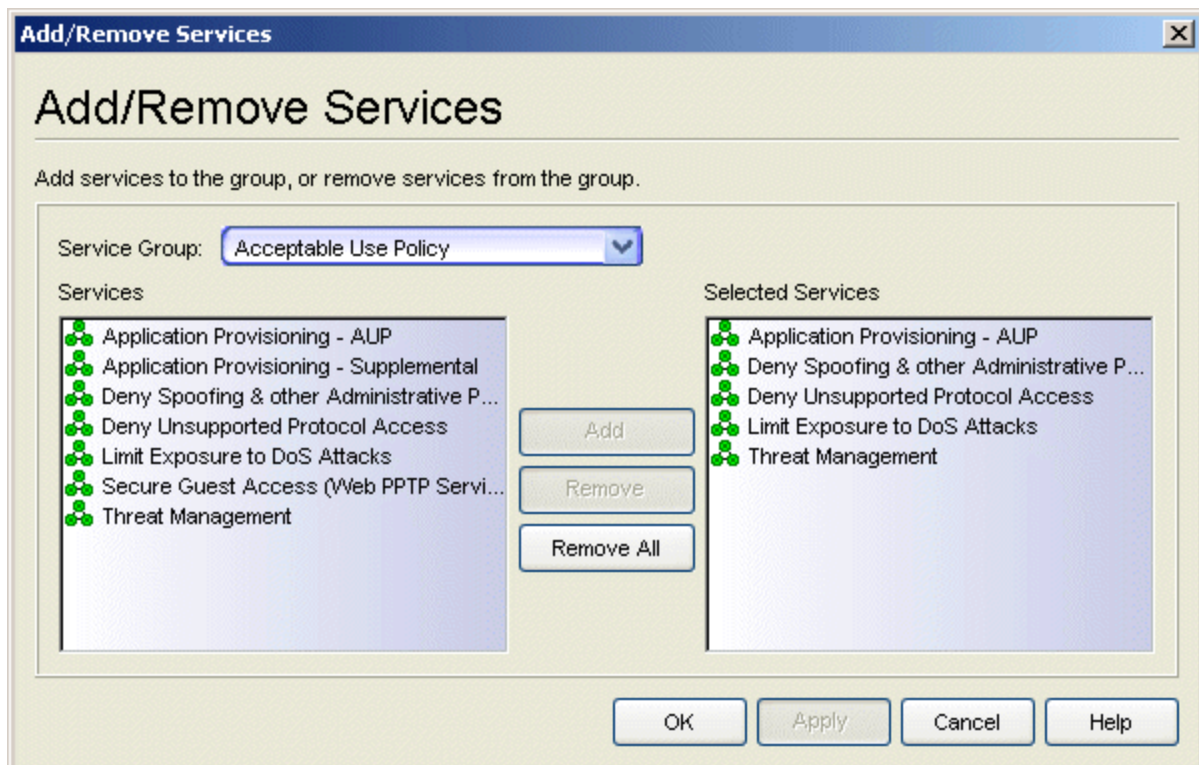 Add/Remove Services
Add/Remove Services
Add services to the group, or remove services from the group.
Service Group: Acceptable Use Policy
Services
Application Provisioning - AUP
Application Provisioning - Supplemental
Deny Spoofing & other Administrative P...
Deny Unsupported Protocol Access
Limit Exposure to DoS Attacks
Secure Guest Access (Web PPTP Servi...
Threat Management
Add
Remove
Remove All
Selected Services
Application Provisioning - AUP
Deny Spoofing & other Administrative P...
Deny Unsupported Protocol Access
Limit Exposure to DoS Attacks
Threat Management
OK Apply Cancel Help